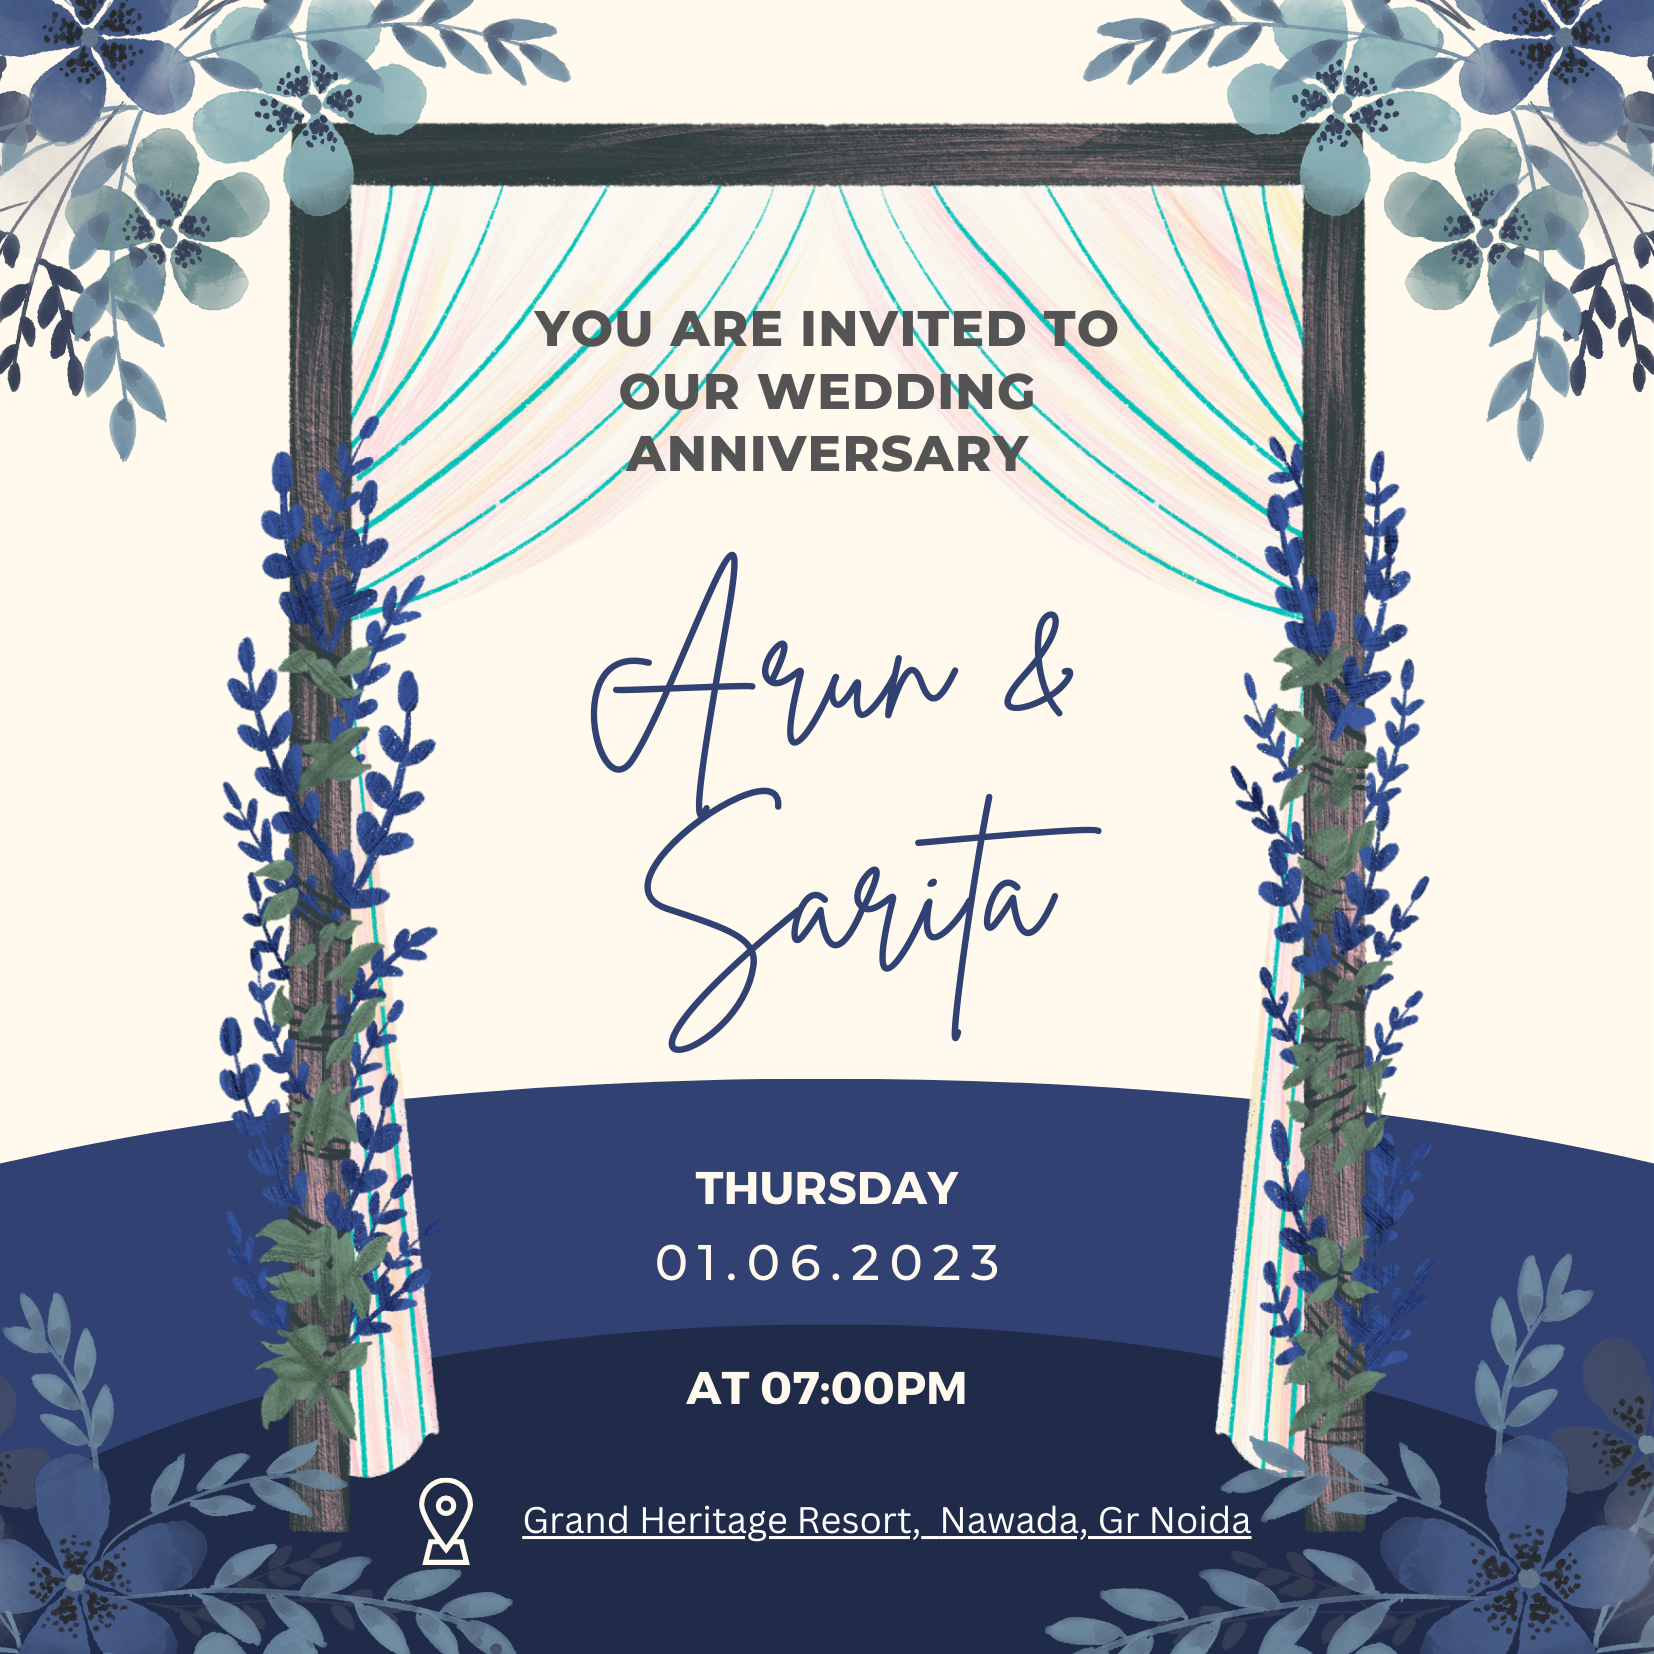 YOU ARE INVITED TO
OUR WEDDING
ANNIVERSARY
Arun &
Sarita
THURSDAY
01.06.2023
AT 07:00PM
Grand Heritage Resort,  Nawada, Gr Noida